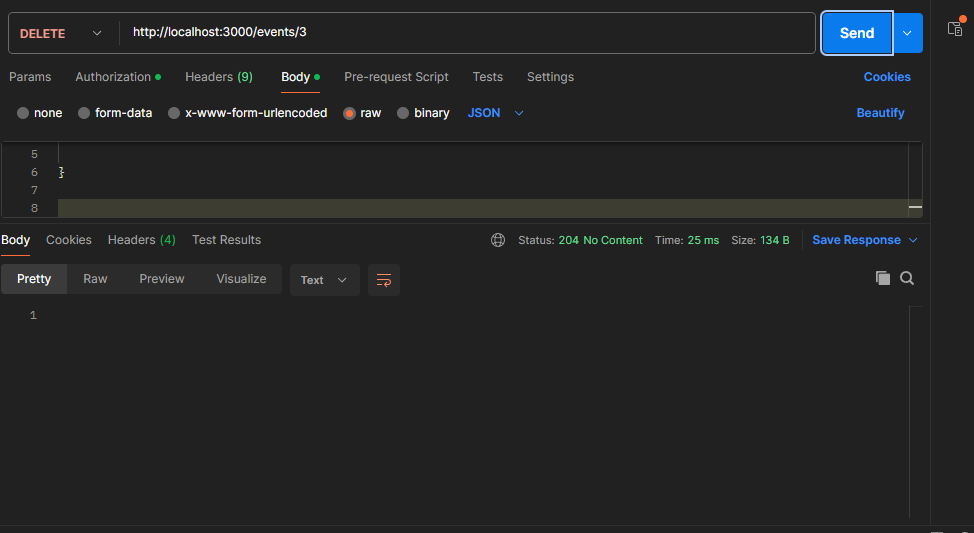 DELETE http://localhost:3000/events/3 Send
Params Authorization Headers (9) Body Pre-request Script Tests Settings Cookies
none form-data x-www-form-urlencoded raw binary JSON Beautify
5
6 }
7
8
Body Cookies Headers (4) Test Results Status: 204 No Content Time: 25 ms Size: 134 B Save Response
Pretty Raw Preview Visualize Text
1